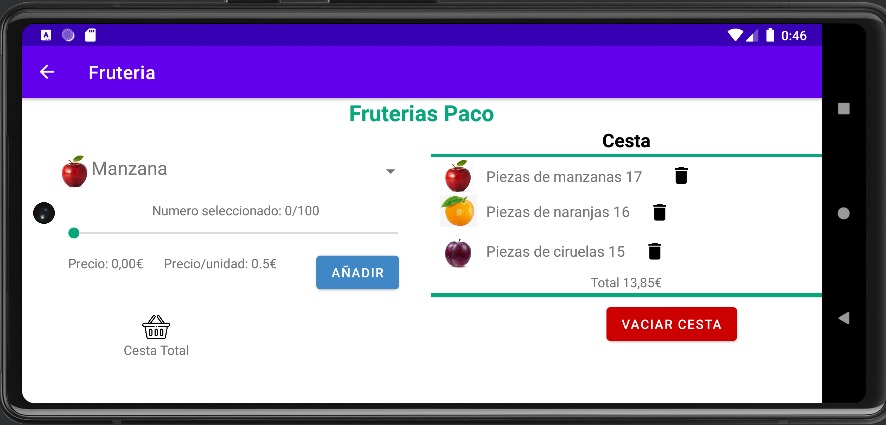 A
0:46
Fruteria
Fruterias Paco
Manzana
Numero seleccionado: 0/100
Precio: 0,00€
Precio/unidad: 0.5€
AÑADIR
Cesta Total
Cesta
Piezas de manzanas 17
Piezas de naranjas 16
Piezas de ciruelas 15
Total 13,85€
VACIAR CESTA